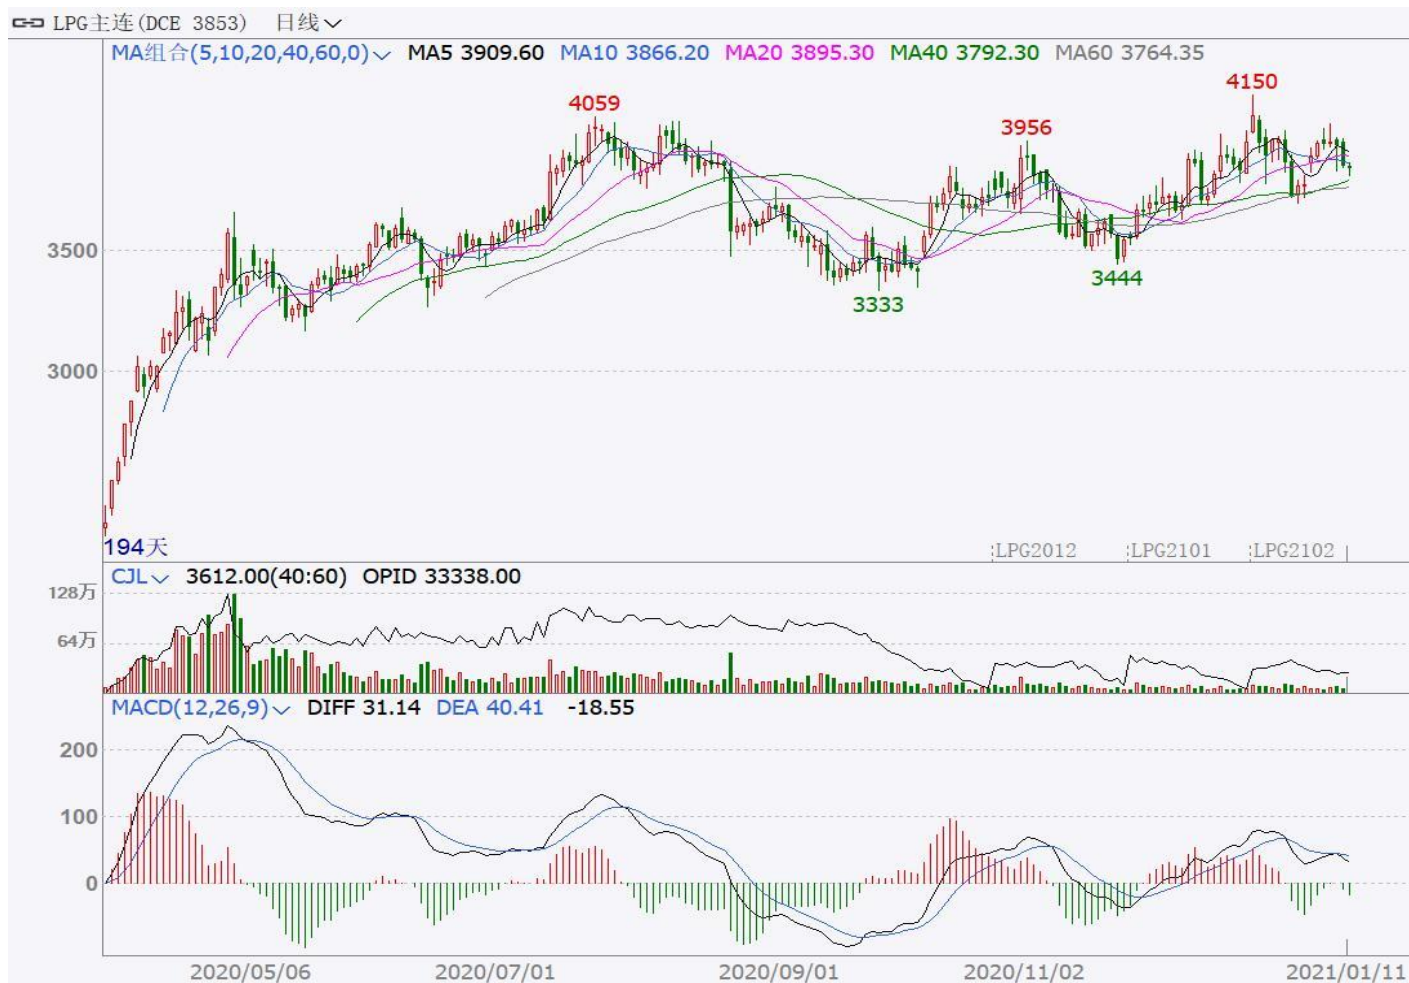 LPG主连(DCE 3853) 日线
MA组合(5,10,20,40,60,0) MA5 3909.60 MA10 3866.20 MA20 3895.30 MA40 3792.30 MA60 3764.35
4150
4059
3956
3500
3444
3333
3000
194天
LPG2012 LPG2101 LPG2102
CJL 3612.00(40:60) OPID 33338.00
128万
64万
MACD(12,26,9) DIFF 31.14 DEA 40.41 -18.55
200
100
0
2020/05/06 2020/07/01 2020/09/01 2020/11/02 2021/01/11